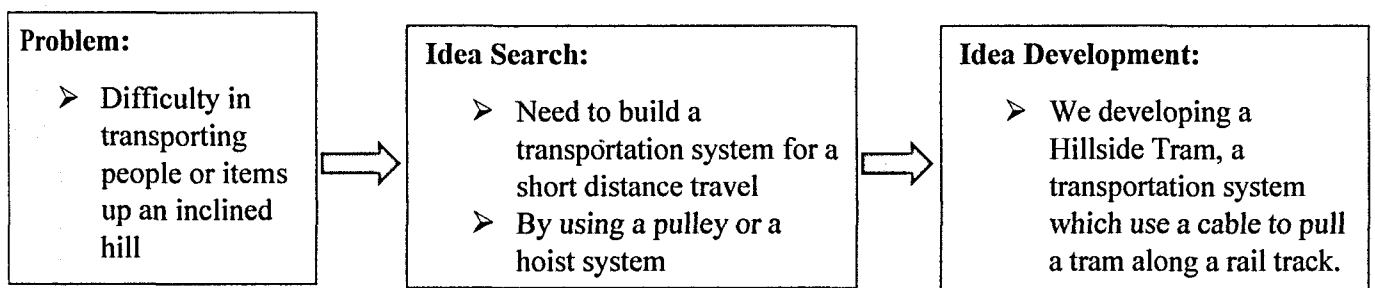 Problem:
➢ Difficulty in
transporting
people or items
up an inclined
hill
Idea Search:
➢ Need to build a
transportation system for a
short distance travel
➢ By using a pulley or a
hoist system
Idea Development:
➢ We developing a
Hillside Tram, a
transportation system
which use a cable to pull
a tram along a rail track.